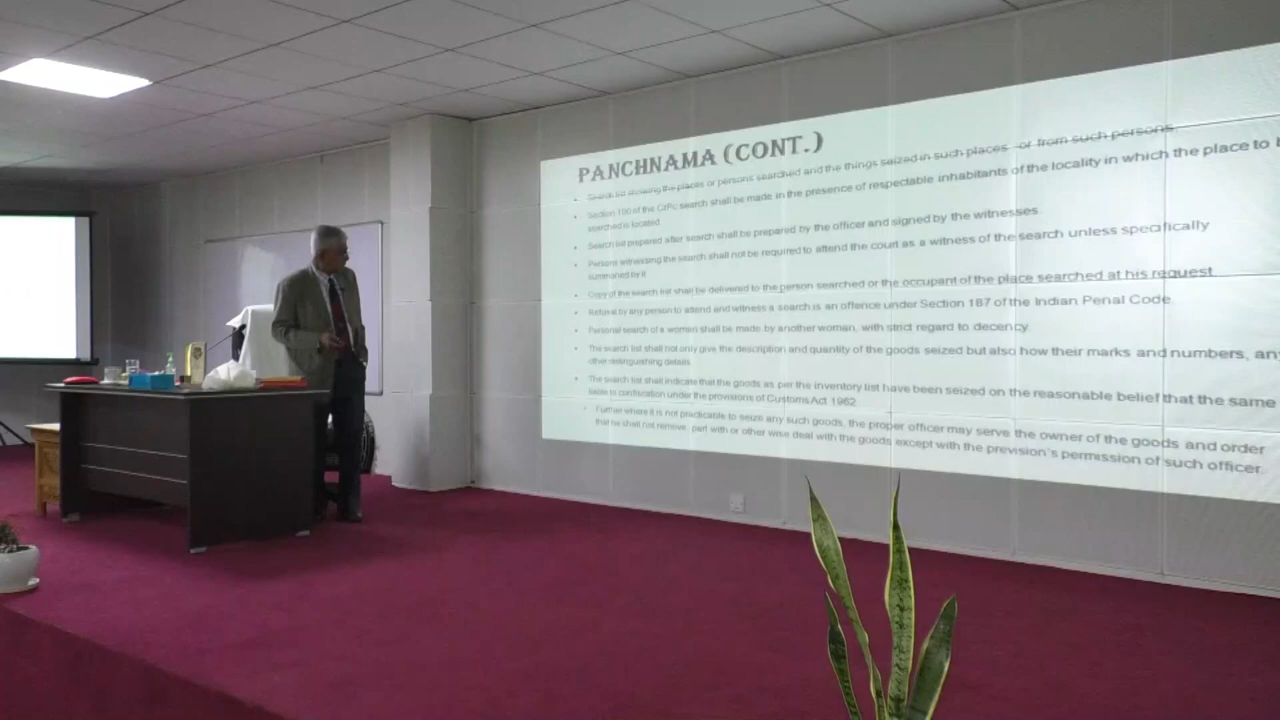 PANCHNAMA (CONT.)
Search list showing the places or persons searched and the things seized in such places or from such persons.
Section 100 of the CrPc search shall be made in the presence of respectable inhabitants of the locality in which the place to
searched is located
Search list prepared after search shall be prepared by the officer and signed by the witnesses.
Persons witnessing the search shall not be required to attend the court as a witness of the search unless specifically
summoned by it
Copy of the search list shall be delivered to the person searched or the occupant of the place searched at his request
Refusal by any person to attend and witness a search is an offence under Section 187 of the Indian Penal Code.
Personal search of a women shall be made by another woman, with strict regard to decency.
The search list shall not only give the description and quantity of the goods seized but also how their marks and numbers, any
other distinguishing details.
The search list shall indicate that the goods as per the inventory list have been seized on the reasonable belief that the same
liable to confiscation under the provisions of Customs Act 1962
Further where it is not practicable to seize any such goods, the proper officer may serve the owner of the goods and order
that he shall not remove, part with or other wise deal with the goods except with the prevision's permission of such officer.